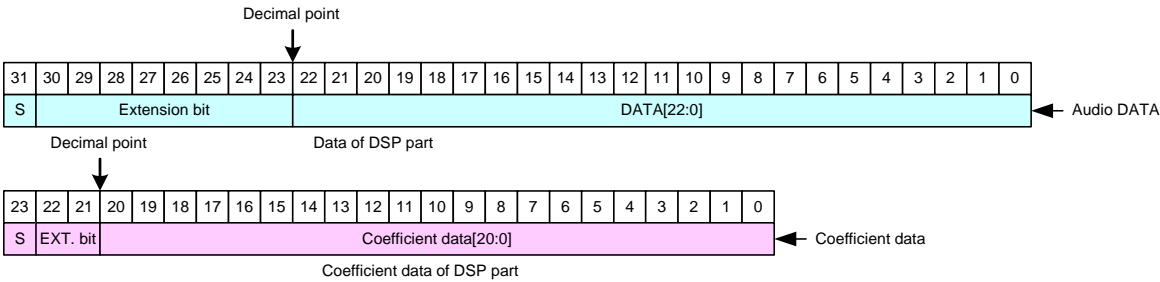 Decimal point
31 30 29 28 27 26 25 24 23 22 21 20 19 18 17 16 15 14 13 12 11 10 9 8 7 6 5 4 3 2 1 0
S Extension bit DATA[22:0] Audio DATA
Decimal point Data of DSP part
23 22 21 20 19 18 17 16 15 14 13 12 11 10 9 8 7 6 5 4 3 2 1 0
S EXT. bit Coefficient data[20:0] Coefficient data
Coefficient data of DSP part